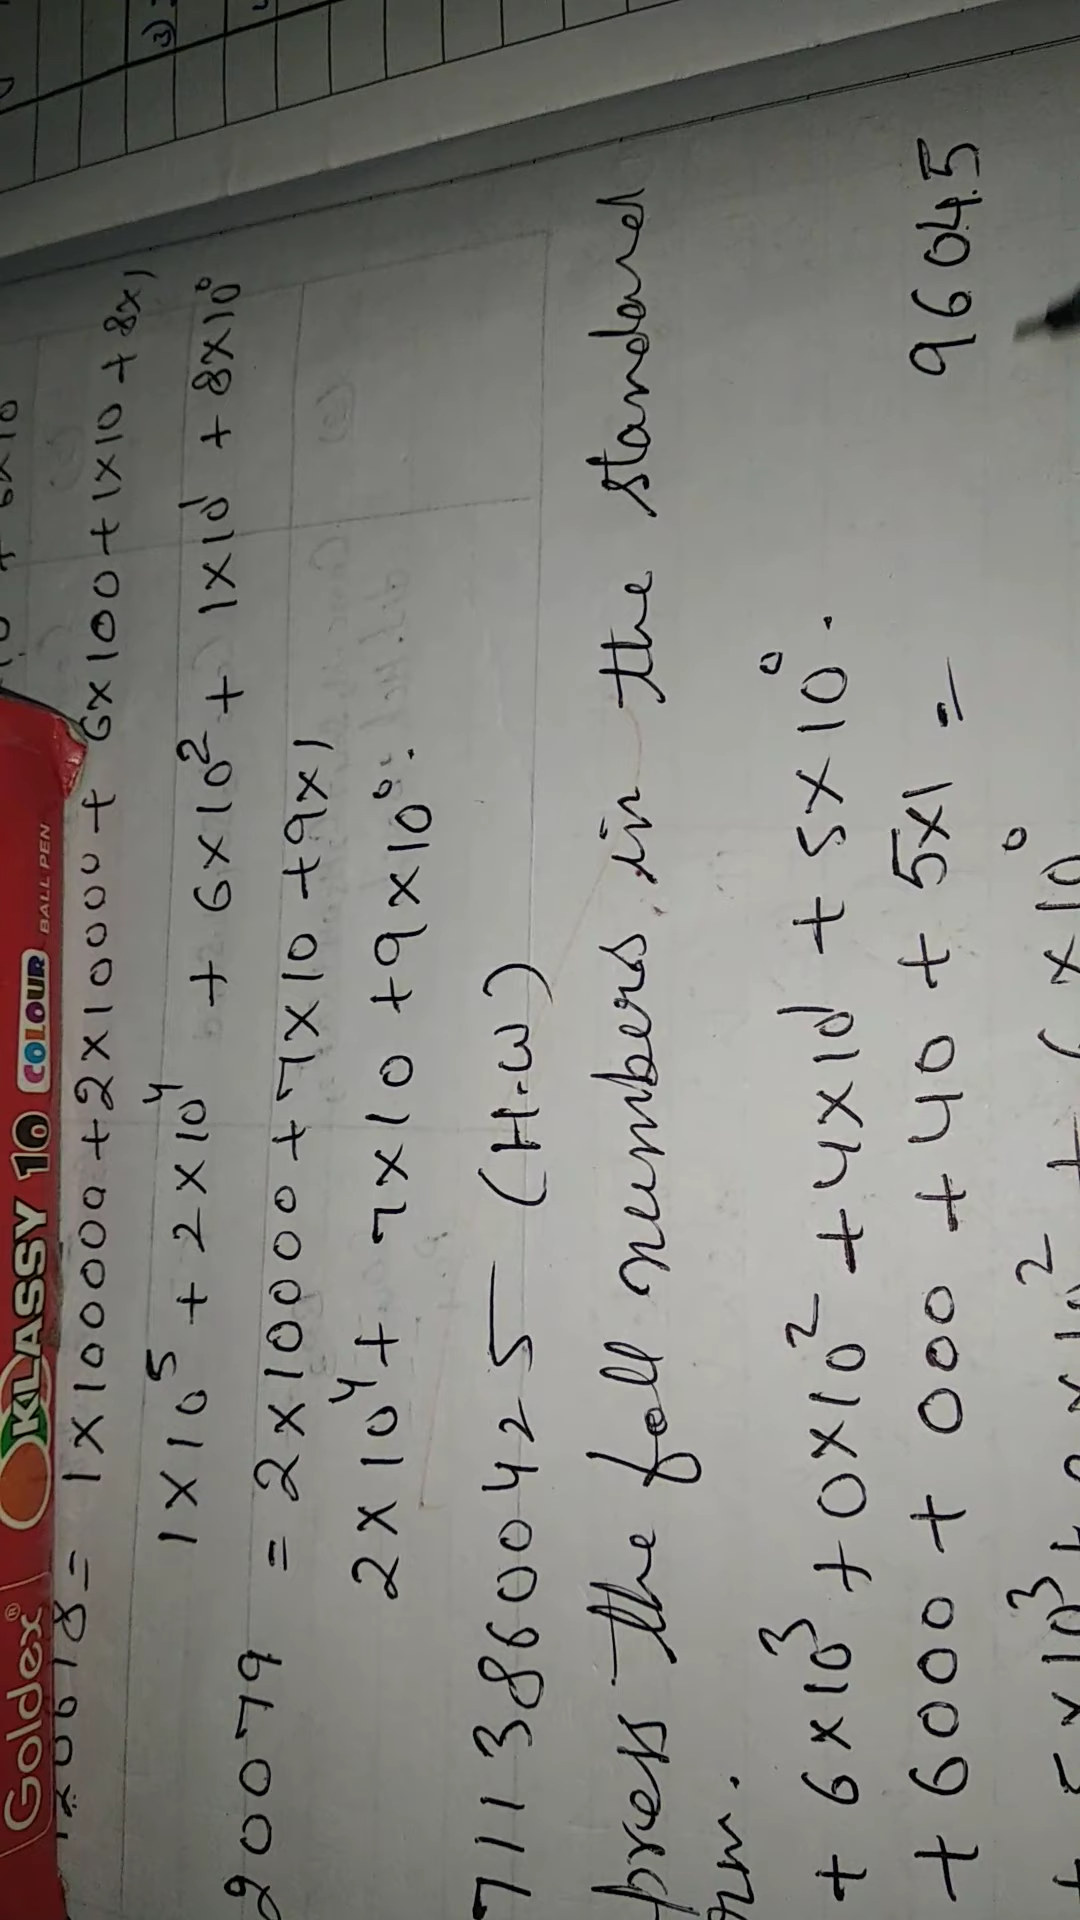 Goldex® KLASSY 10 COLOUR BALL PEN
= 1×100000+2×10000+ 6×100+1×10+8×1
1×10⁵+2×10⁴ + 6×10²+ 1×10¹+8×10⁰
20079 = 2×10000+7×10+9×1
2×10⁴+ 7×10+9×10⁰.
7113860042 5 (H.W)
press the foll numbers in the standard
rm.
+ 6×10³+0×10²+4×10¹+5×10⁰.
+6000+000+40+5×1= 96045